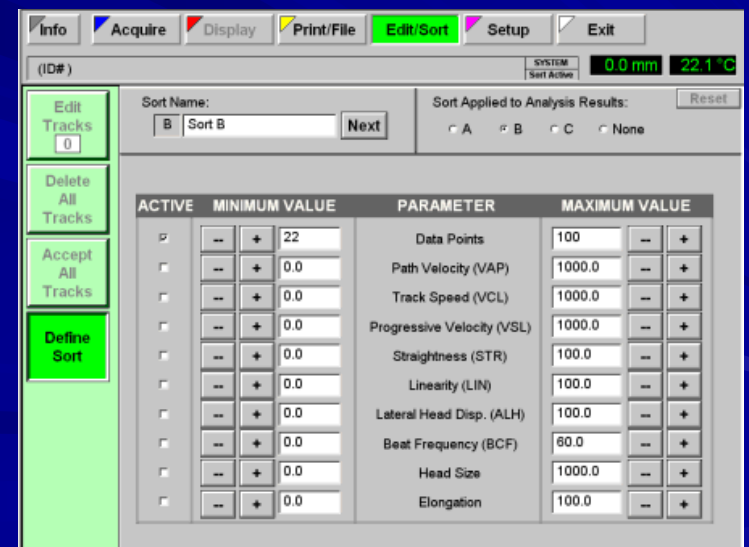 Info Acquire Display Print/File Edit/Sort Setup Exit
(ID# ) SYSTEM 0.0 mm 22.1 °C
Sort Active
Edit Tracks 0
Delete All Tracks
Accept All Tracks
Define Sort
Sort Name:
B Sort B Next
Sort Applied to Analysis Results: Reset
A B C None
ACTIVE MINIMUM VALUE PARAMETER MAXIMUM VALUE
-- + 22 Data Points 100 -- +
-- + 0.0 Path Velocity (VAP) 1000.0 -- +
-- + 0.0 Track Speed (VCL) 1000.0 -- +
-- + 0.0 Progressive Velocity (VSL) 1000.0 -- +
-- + 0.0 Straightness (STR) 100.0 -- +
-- + 0.0 Linearity (LIN) 100.0 -- +
-- + 0.0 Lateral Head Disp. (ALH) 100.0 -- +
-- + 0.0 Beat Frequency (BCF) 60.0 -- +
-- + 0.0 Head Size 1000.0 -- +
-- + 0.0 Elongation 100.0 -- +